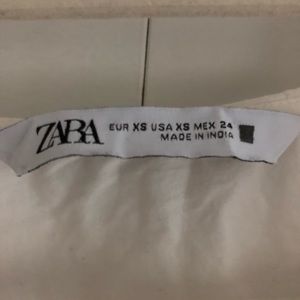 ZARA
EUR XS USA XS MEX 24
MADE IN INDIA